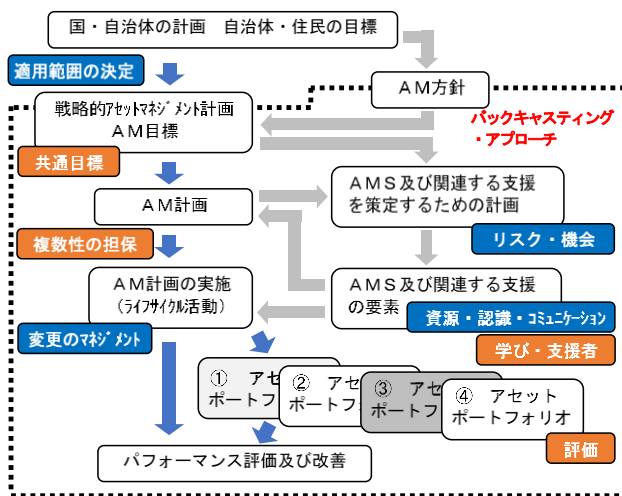 国・自治体の計画　自治体・住民の目標
適用範囲の決定
ＡＭ方針
戦略的ｱｾｯﾄﾏﾈｼﾞﾒﾝﾄ計画
ＡＭ目標
バックキャスティング
・アプローチ
共通目標
ＡＭ計画
ＡＭＳ及び関連する支援
を策定するための計画
複数性の担保
リスク・機会
ＡＭ計画の実施
（ﾗｲﾌｻｲｸﾙ活動）
ＡＭＳ及び関連する支援
の要素
変更のﾏﾈｼﾞﾒﾝﾄ
資源・認識・ｺﾐｭﾆｹｰｼｮﾝ
学び・支援者
①　アセ
ポートフ
②　アセ
ポートフ
③　アセ
ポートフ
④　アセット
ポートフォリオ
評価
パフォーマンス評価及び改善